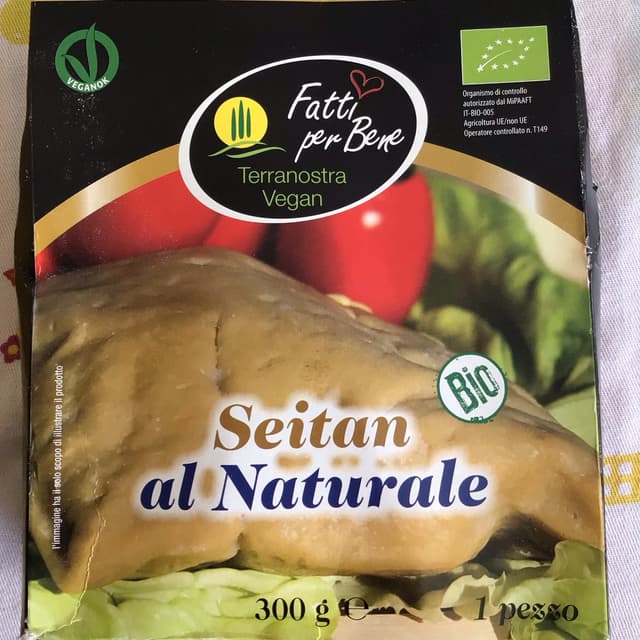 VEGANOK
Fatti
per Bene
Terranostra
Vegan
Organismo di controllo
autorizzato dal MiPAAFT
IT-BIO-005
Agricoltura UE/non UE
Operatore controllato n. T149
BIO
Seitan
al Naturale
l'immagine ha il solo scopo di illustrare il prodotto
300 g e
1 pezzo